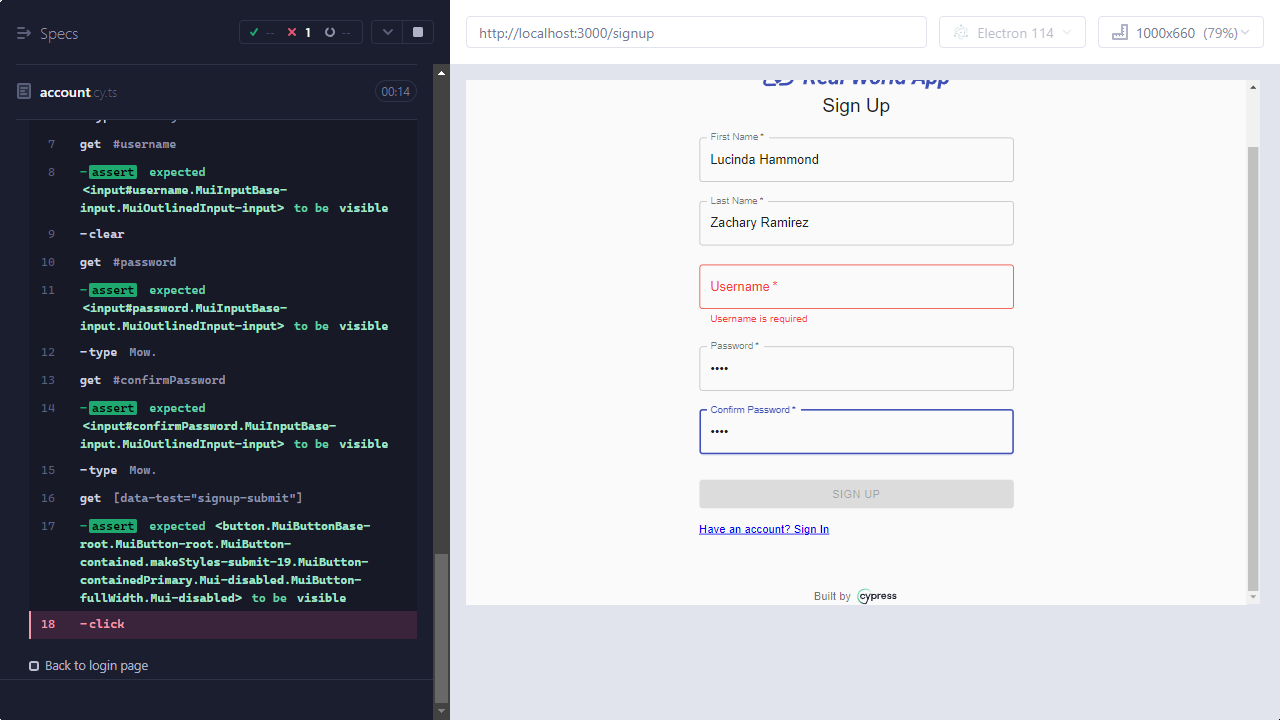 Specs
-- 1 --
account.cy.ts
00:14
7 get #username
8 -assert expected
<input#username.MuiInputBase-
input.MuiOutlinedInput-input> to be visible
9 -clear
10 get #password
11 -assert expected
<input#password.MuiInputBase-
input.MuiOutlinedInput-input> to be visible
12 -type Mow.
13 get #confirmPassword
14 -assert expected
<input#confirmPassword.MuiInputBase-
input.MuiOutlinedInput-input> to be visible
15 -type Mow.
16 get [data-test="signup-submit"]
17 -assert expected <button.MuiButtonBase-
root.MuiButton-root.MuiButton-
contained.makeStyles-submit-19.MuiButton-
containedPrimary.Mui-disabled.MuiButton-
fullWidth.Mui-disabled> to be visible
18 -click
Back to login page
http://localhost:3000/signup
Electron 114
1000x660 (79%)
Real World App
Sign Up
First Name *
Lucinda Hammond
Last Name *
Zachary Ramirez
Username *
Username is required
Password *
••••
Confirm Password *
••••
SIGN UP
Have an account? Sign In
Built by cypress